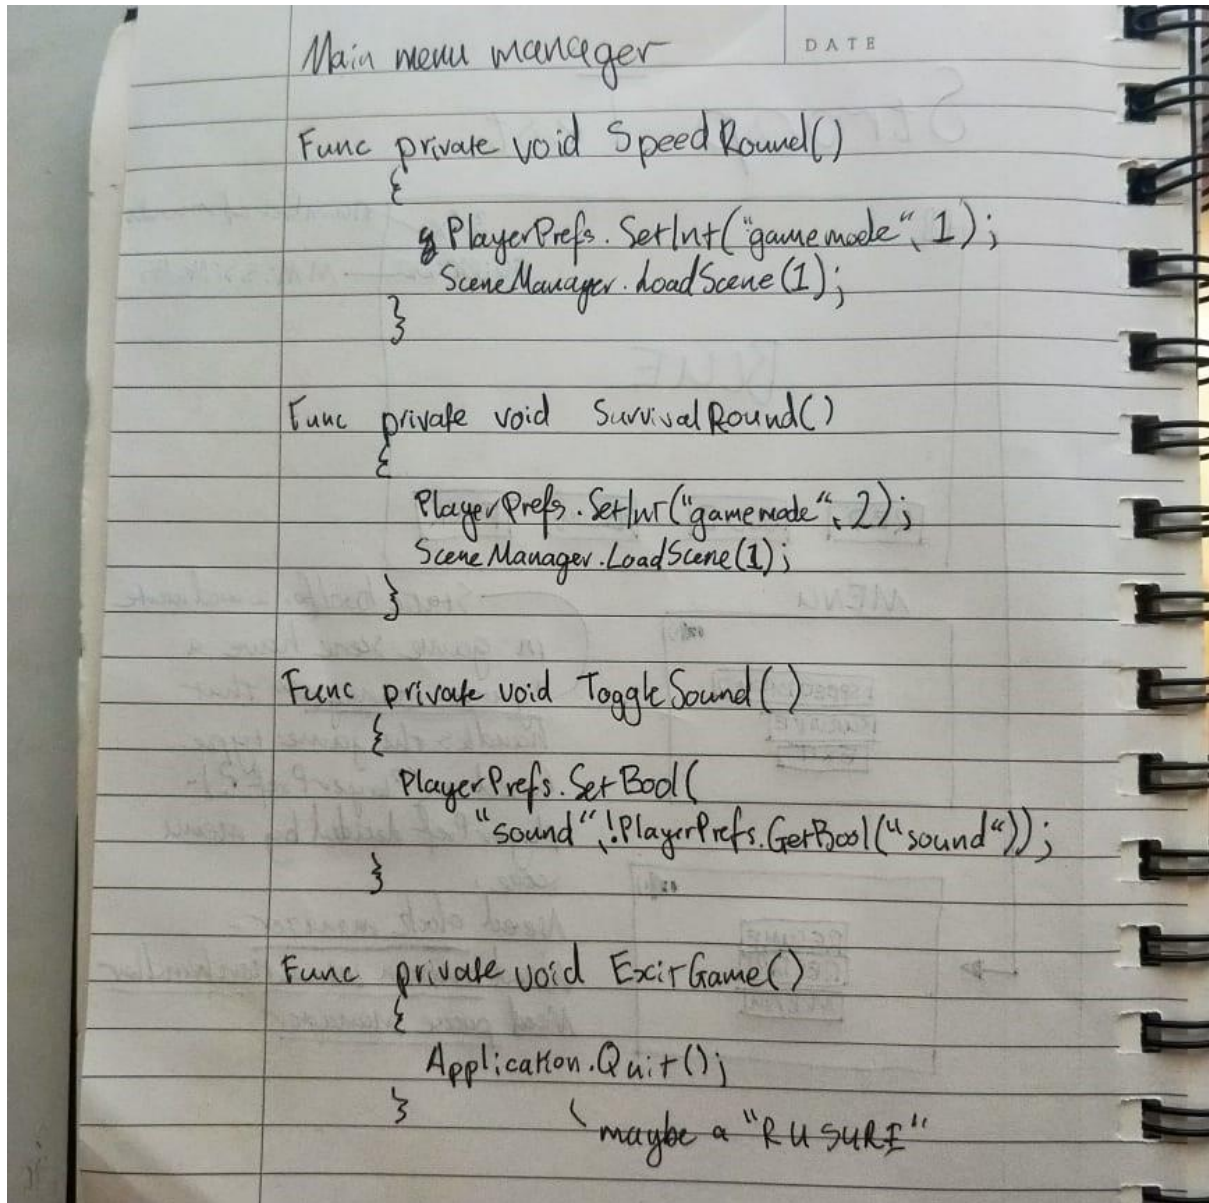 Main menu manager
DATE
Func private void SpeedRound()
{
PlayerPrefs.SetInt("gamemode", 1);
SceneManager.LoadScene(1);
}
Func private void SurvivalRound()
{
PlayerPrefs.SetInt("gamemode", 2);
SceneManager.LoadScene(1);
}
Func private void ToggleSound()
{
PlayerPrefs.SetBool(
"sound", !PlayerPrefs.GetBool("sound"));
}
Func private void ExitGame()
{
Application.Quit();
}
maybe a "R U SURE"